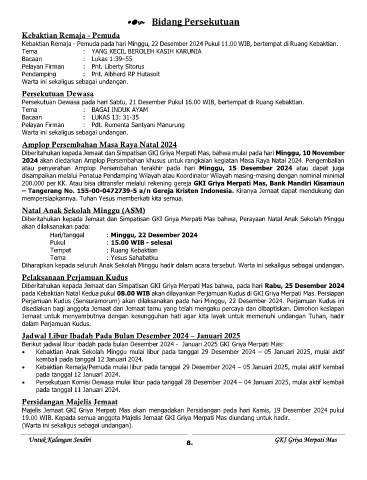 Bidang Persekutuan
Kebaktian Remaja - Pemuda
Kebaktian Remaja - Pemuda pada hari Minggu, 22 Desember 2024 Pukul 11.00 WIB, bertempat di Ruang Kebaktian.
Tema : YANG KECIL BEROLEH KASIH KARUNIA
Bacaan : Lukas 1:39-55
Pelayan Firman : Pnt. Liberty Sitorus
Pendamping : Pnt. Albherd RP Hutasoit
Warta ini sekaligus sebagai undangan.
Persekutuan Dewasa
Persekutuan Dewasa pada hari Sabtu, 21 Desember Pukul 16.00 WIB, bertempat di Ruang Kebaktian.
Tema : BAGAI INDUK AYAM
Bacaan : LUKAS 13: 31-35
Pelayan Firman : Pdt. Rumenta Santyani Manurung
Warta ini sekaligus sebagai undangan.
Amplop Persembahan Masa Raya Natal 2024
Diberitahukan kepada Jemaat dan Simpatisan GKI Griya Merpati Mas, bahwa mulai pada hari Minggu, 10 November
2024 akan diedarkan Amplop Persembahan khusus untuk rangkaian kegiatan Masa Raya Natal 2024. Pengembalian
atau penyerahan Amplop Persembahan terakhir pada hari Minggu, 15 Desember 2024 atau dapat juga
disampaikan melalui Penatua Pendamping Wilayah atau Koordinator Wilayah masing-masing dengan nominal minimal
200.000 per KK. Atau bisa ditransfer melalui rekening gereja GKI Griya Merpati Mas, Bank Mandiri Kisamaun
– Tangerang No. 155-00-0472739-5 a/n Gereja Kristen Indonesia. Kiranya Jemaat dapat mendukung dan
mempersiapkannya. Tuhan Yesus memberkati kita semua.
Natal Anak Sekolah Minggu (ASM)
Diberitahukan kepada Jemaat dan Simpatisan GKI Griya Merpati Mas bahwa, Perayaan Natal Anak Sekolah Minggu
akan dilaksanakan pada:
Hari/tanggal : Minggu, 22 Desember 2024
Pukul : 15.00 WIB - selesai
Tempat : Ruang Kebaktian
Tema : Yesus Sahabatku
Diharapkan kepada seluruh Anak Sekolah Minggu hadir dalam acara tersebut. Warta ini sekaligus sebagai undangan.
Pelaksanaan Perjamuan Kudus
Diberitahukan kepada Jemaat dan Simpatisan GKI Griya Merpati Mas bahwa, pada hari Rabu, 25 Desember 2024
pada Kebaktian Natal Kedua pukul 08.00 WIB akan dilayankan Perjamuan Kudus di GKI Griya Merpati Mas. Persiapan
Perjamuan Kudus (Sensuramorum) akan dilaksanakan pada hari Minggu, 22 Desember 2024. Perjamuan Kudus ini
disediakan bagi anggota Jemaat dan Jemaat tamu yang telah mengaku percaya dan dibaptiskan. Dimohon kesiapan
Jemaat untuk menyambutnya dengan kesungguhan hati agar kita layak untuk memenuhi undangan Tuhan, hadir
dalam Perjamuan Kudus.
Jadwal Libur Ibadah Pada Bulan Desember 2024 – Januari 2025
Berikut jadwal libur ibadah pada bulan Desember 2024 - Januari 2025 GKI Griya Merpati Mas:
• Kebaktian Anak Sekolah Minggu mulai libur pada tanggal 29 Desember 2024 – 05 Januari 2025, mulai aktif
kembali pada tanggal 12 Januari 2024.
• Kebaktian Remaja/Pemuda mulai libur pada tanggal 29 Desember 2024 – 05 Januari 2025, mulai aktif kembali
pada tanggal 12 Januari 2024.
• Persekutuan Komisi Dewasa mulai libur pada tanggal 28 Desember 2024 – 04 Januari 2025, mulai aktif kembali
pada tanggal 11 Januari 2024.
Persidangan Majelis Jemaat
Majelis Jemaat GKI Griya Merpati Mas akan mengadakan Persidangan pada hari Kamis, 19 Desember 2024 pukul
19.00 WIB. Kepada semua anggota Majelis Jemaat GKI Griya Merpati Mas diundang untuk hadir.
(Warta ini sekaligus sebagai undangan).
Untuk Kalangan Sendiri 8. GKI Griya Merpati Mas